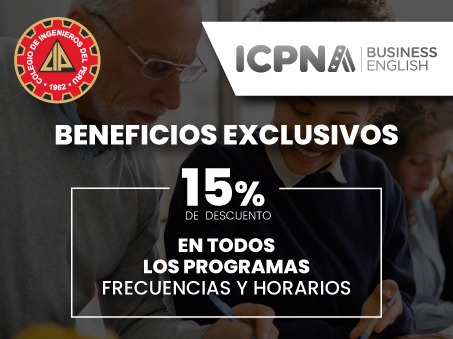 COLEGIO DE INGENIEROS DEL PERU
CIP
• 1962 •
ICPNA
BUSINESS
ENGLISH
BENEFICIOS EXCLUSIVOS
15%
DE DESCUENTO
EN TODOS
LOS PROGRAMAS
FRECUENCIAS Y HORARIOS